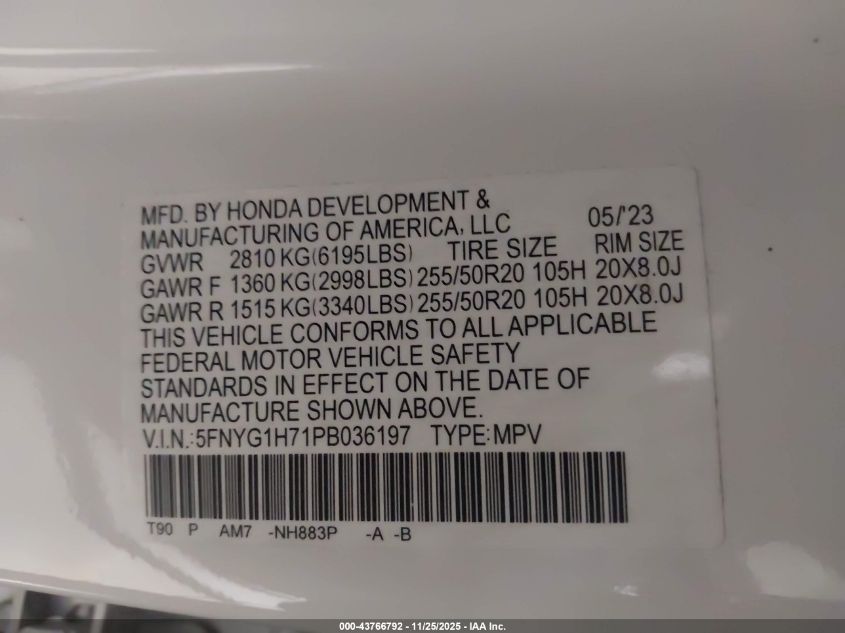 MFD. BY HONDA DEVELOPMENT &
MANUFACTURING OF AMERICA, LLC 05/'23
GVWR 2810 KG(6195LBS) TIRE SIZE RIM SIZE
GAWR F 1360 KG(2998LBS) 255/50R20 105H 20X8.0J
GAWR R 1515 KG(3340LBS) 255/50R20 105H 20X8.0J
THIS VEHICLE CONFORMS TO ALL APPLICABLE
FEDERAL MOTOR VEHICLE SAFETY
STANDARDS IN EFFECT ON THE DATE OF
MANUFACTURE SHOWN ABOVE.
V.I.N.:5FNYG1H71PB036197 TYPE:MPV
T90 P AM7 -NH883P -A -B
000-43766792 - 11/25/2025 - IAA Inc.